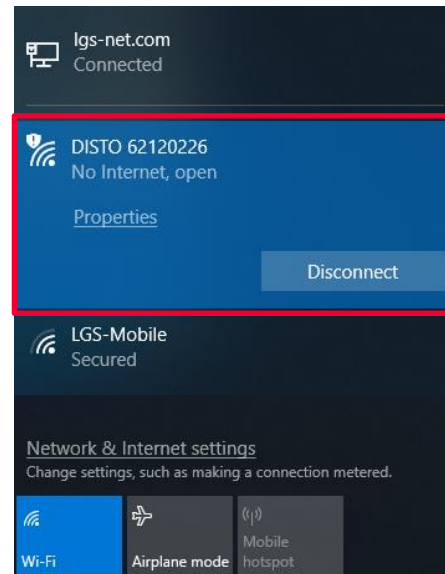 lgs-net.com
Connected
DISTO 62120226
No Internet, open
Properties
Disconnect
LGS-Mobile
Secured
Network & Internet settings
Change settings, such as making a connection metered.
Wi-Fi
Airplane mode
Mobile
hotspot